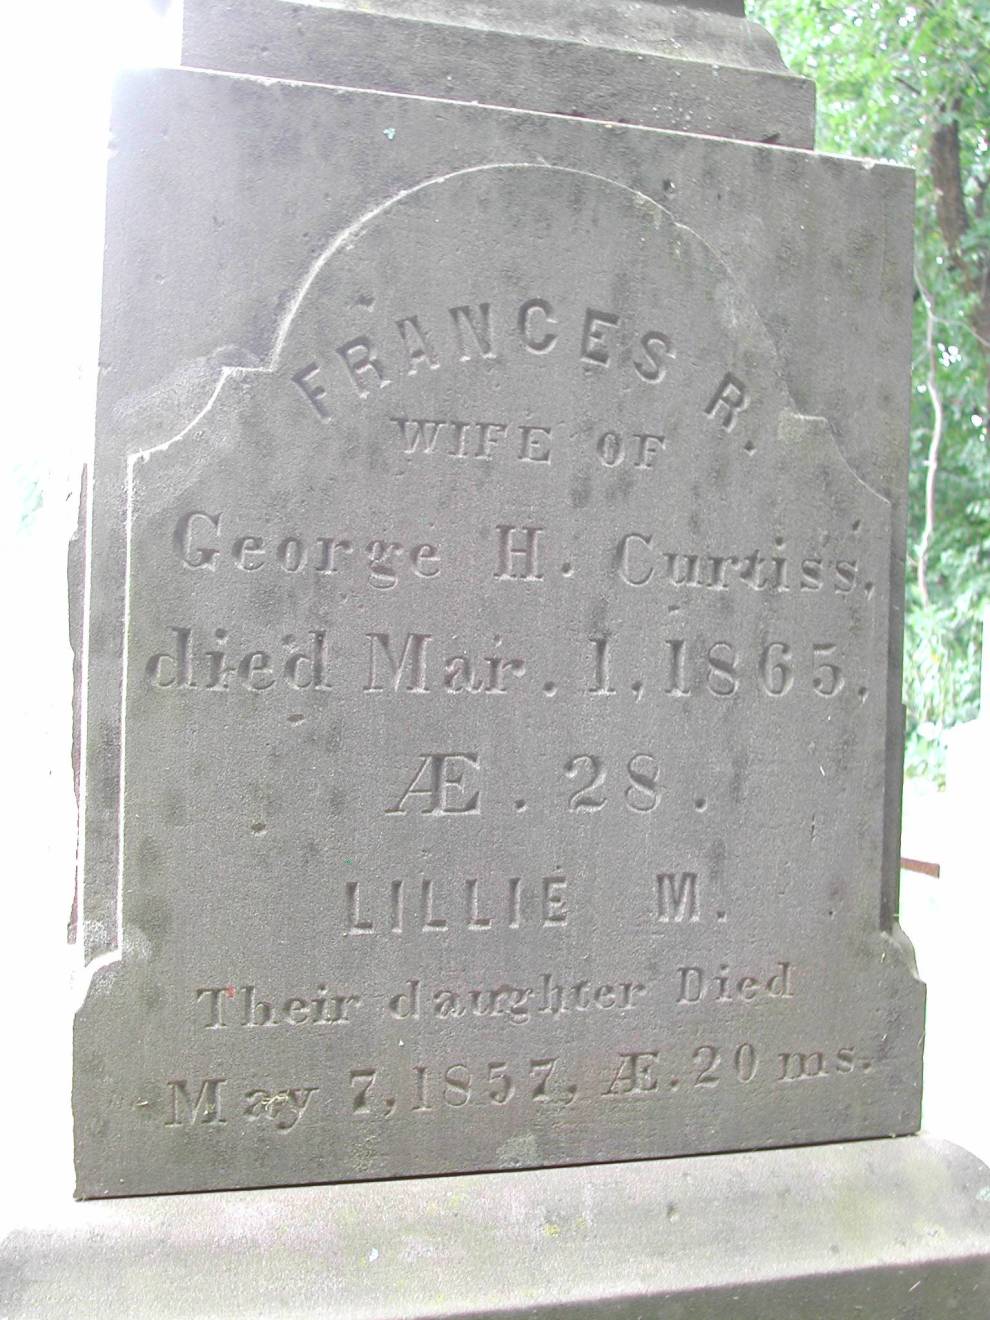 FRANCES R.
WIFE OF
George H. Curtiss,
died Mar. 1, 1865,
Æ. 28.
LILLIE M.
Their daughter Died
May 7, 1857, Æ. 20 ms.